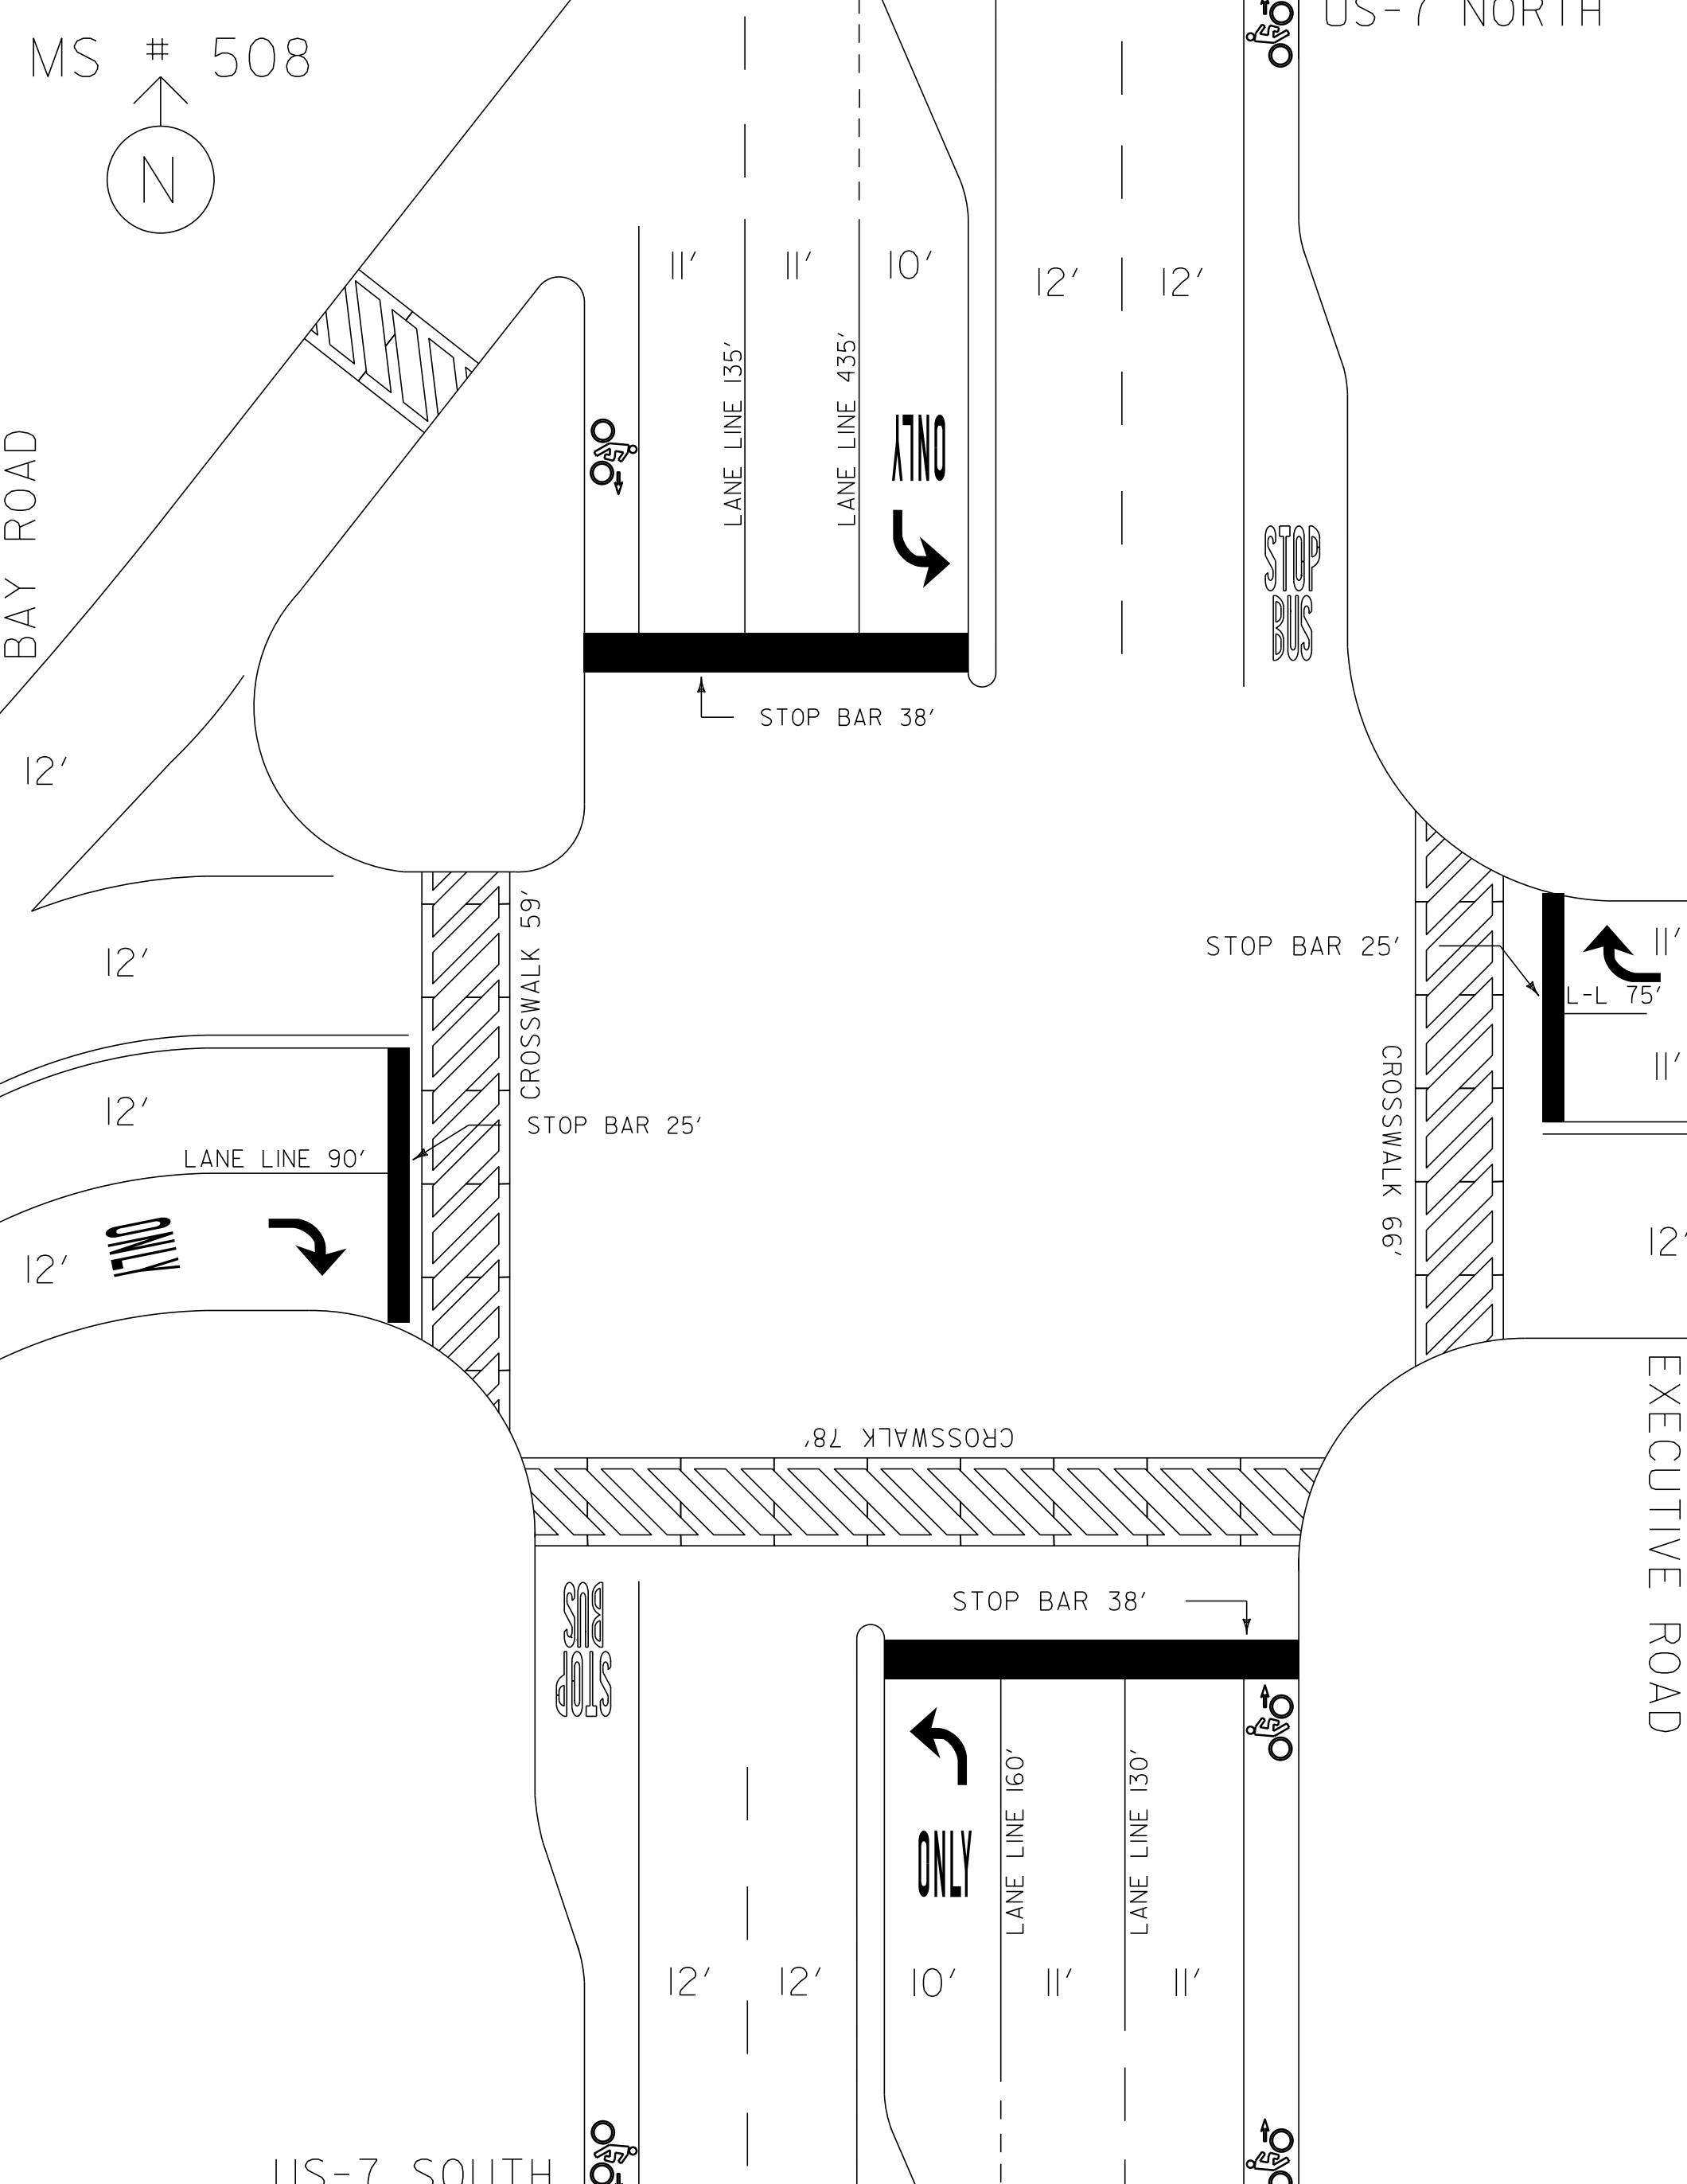 US-7 NORTH
MS # 508
N
11'
11'
10'
12'
12'
LANE LINE 135'
LANE LINE 435'
ONLY
BAY ROAD
STOP
BUS
STOP BAR 38'
12'
12'
CROSSWALK 59'
STOP BAR 25'
11'
L-L 75'
11'
12'
STOP BAR 25'
LANE LINE 90'
CROSSWALK 66'
ONLY
12'
12'
CROSSWALK 78'
EXECUTIVE ROAD
STOP BAR 38'
BUS
STOP
LANE LINE 160'
LANE LINE 130'
ONLY
12'
12'
10'
11'
11'
US-7 SOUTH